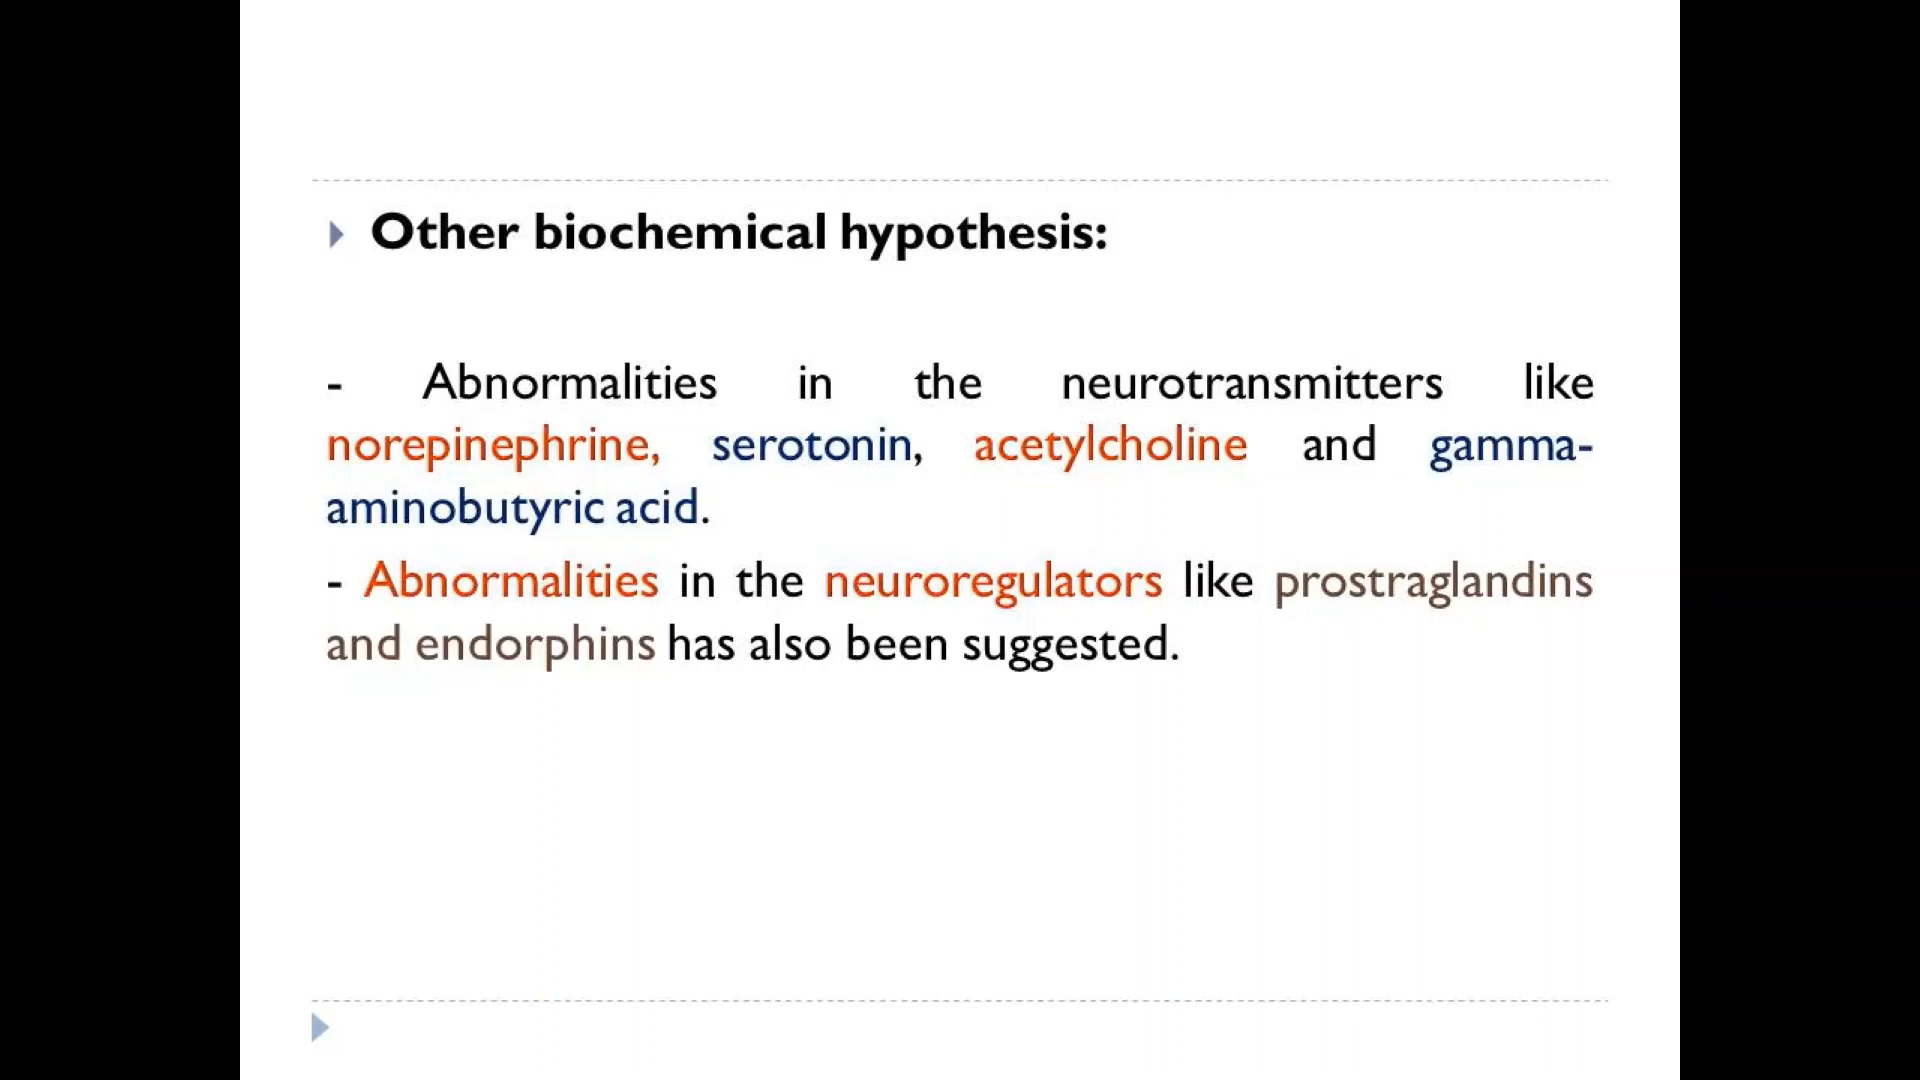 Other biochemical hypothesis:
- Abnormalities in the neurotransmitters like
norepinephrine, serotonin, acetylcholine and gamma-
aminobutyric acid.
- Abnormalities in the neuroregulators like prostraglandins
and endorphins has also been suggested.